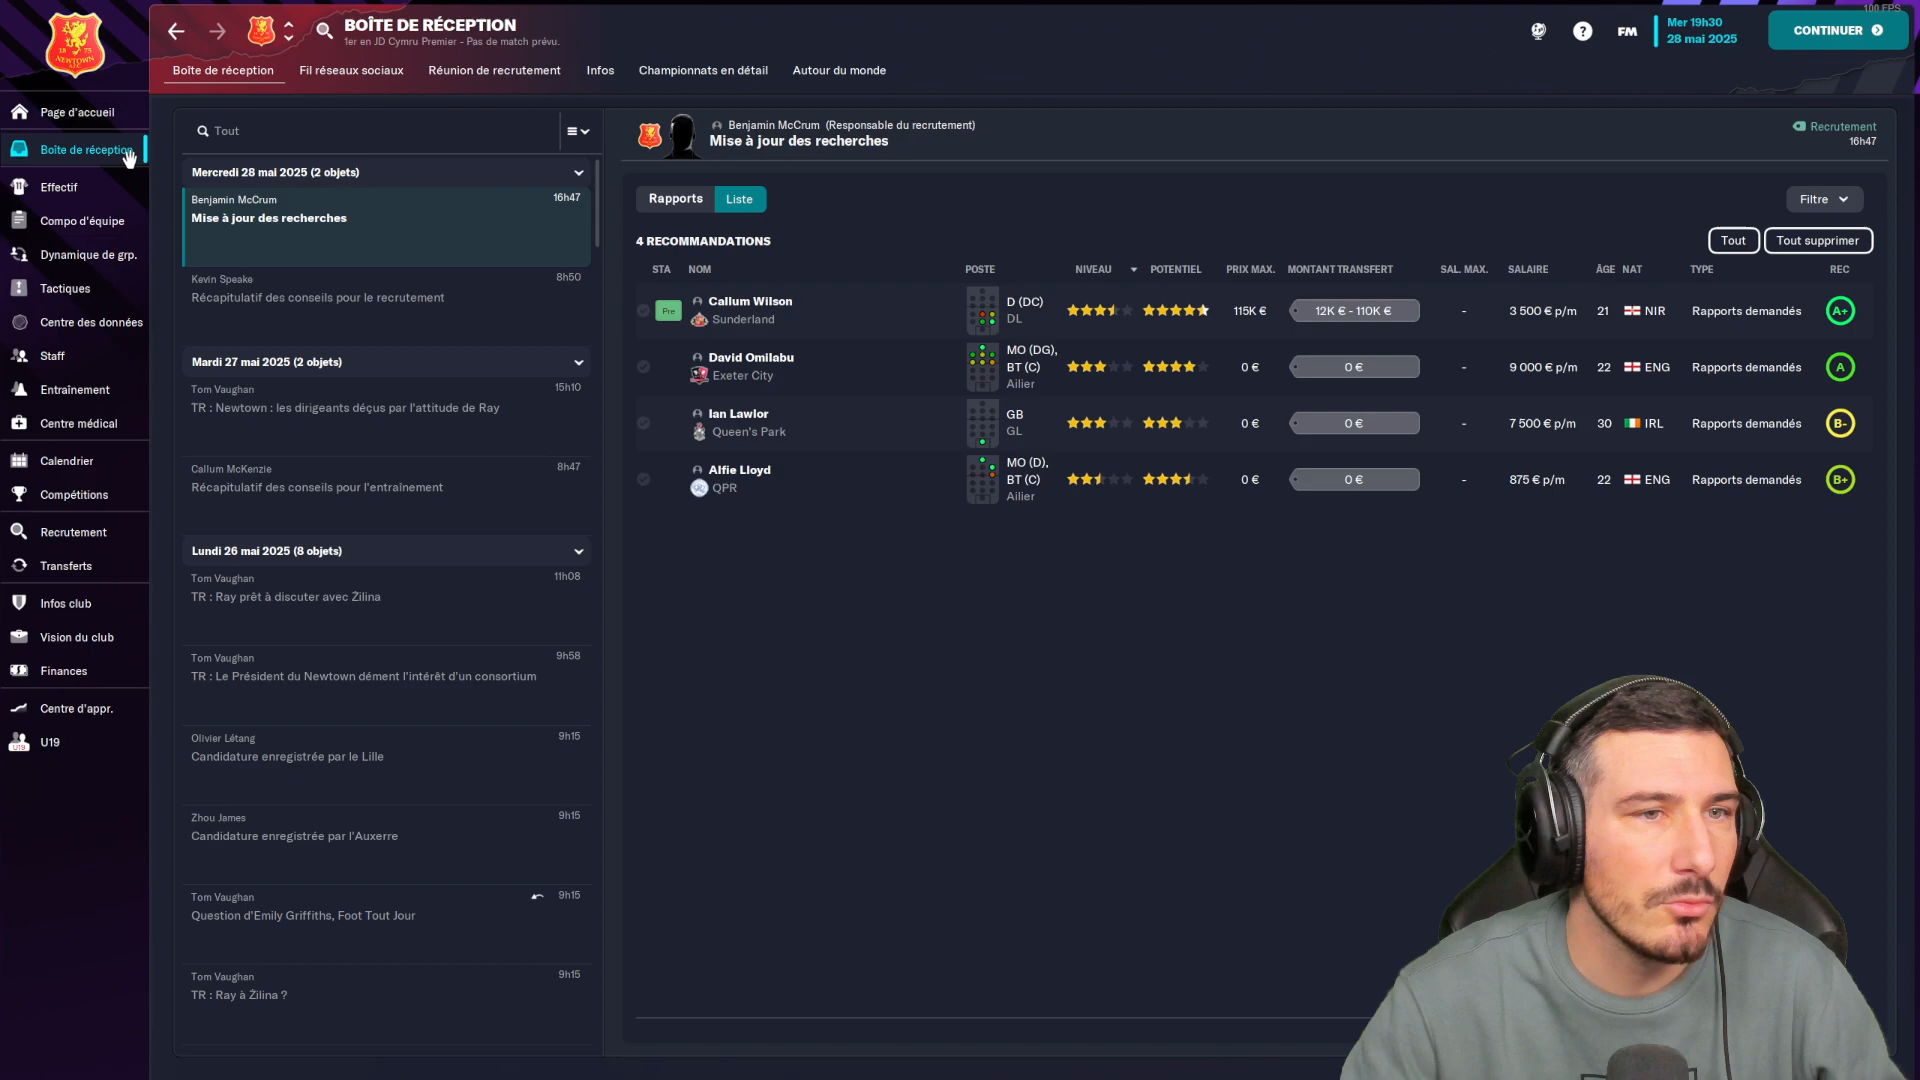 100 FPS
BOÎTE DE RÉCEPTION
1er en JD Cymru Premier - Pas de match prévu.
FM
Mer 19h30
28 mai 2025
CONTINUER
Boîte de réception
Fil réseaux sociaux
Réunion de recrutement
Infos
Championnats en détail
Autour du monde
18 75
NEWTOWN
Page d'accueil
Boîte de réception
Effectif
Compo d'équipe
Dynamique de grp.
Tactiques
Centre des données
Staff
Entraînement
Centre médical
Calendrier
Compétitions
Recrutement
Transferts
Infos club
Vision du club
Finances
Centre d'appr.
U19
U19
Tout
Mercredi 28 mai 2025 (2 objets)
Benjamin McCrum 16h47
Mise à jour des recherches
Kevin Speake 8h50
Récapitulatif des conseils pour le recrutement
Mardi 27 mai 2025 (2 objets)
Tom Vaughan 15h10
TR : Newtown : les dirigeants déçus par l'attitude de Ray
Callum McKenzie 8h47
Récapitulatif des conseils pour l'entraînement
Lundi 26 mai 2025 (8 objets)
Tom Vaughan 11h08
TR : Ray prêt à discuter avec Žilina
Tom Vaughan 9h58
TR : Le Président du Newtown dément l'intérêt d'un consortium
Olivier Létang 9h15
Candidature enregistrée par le Lille
Zhou James 9h15
Candidature enregistrée par l'Auxerre
Tom Vaughan 9h15
Question d'Emily Griffiths, Foot Tout Jour
Tom Vaughan 9h15
TR : Ray à Žilina ?
Benjamin McCrum (Responsable du recrutement)
Mise à jour des recherches
Recrutement
16h47
Rapports Liste
Filtre
4 RECOMMANDATIONS
Tout
Tout supprimer
STA NOM POSTE NIVEAU POTENTIEL PRIX MAX. MONTANT TRANSFERT SAL. MAX. SALAIRE ÂGE NAT TYPE REC
Pre Callum Wilson D (DC) 115K € 12K € - 110K € - 3 500 € p/m 21 NIR Rapports demandés A+
Sunderland DL
David Omilabu MO (DG), BT (C) 0 € 0 € - 9 000 € p/m 22 ENG Rapports demandés A
Exeter City Ailier
Ian Lawlor GB 0 € 0 € - 7 500 € p/m 30 IRL Rapports demandés B-
Queen's Park GL
Alfie Lloyd MO (D), BT (C) 0 € 0 € - 875 € p/m 22 ENG Rapports demandés B+
QPR Ailier